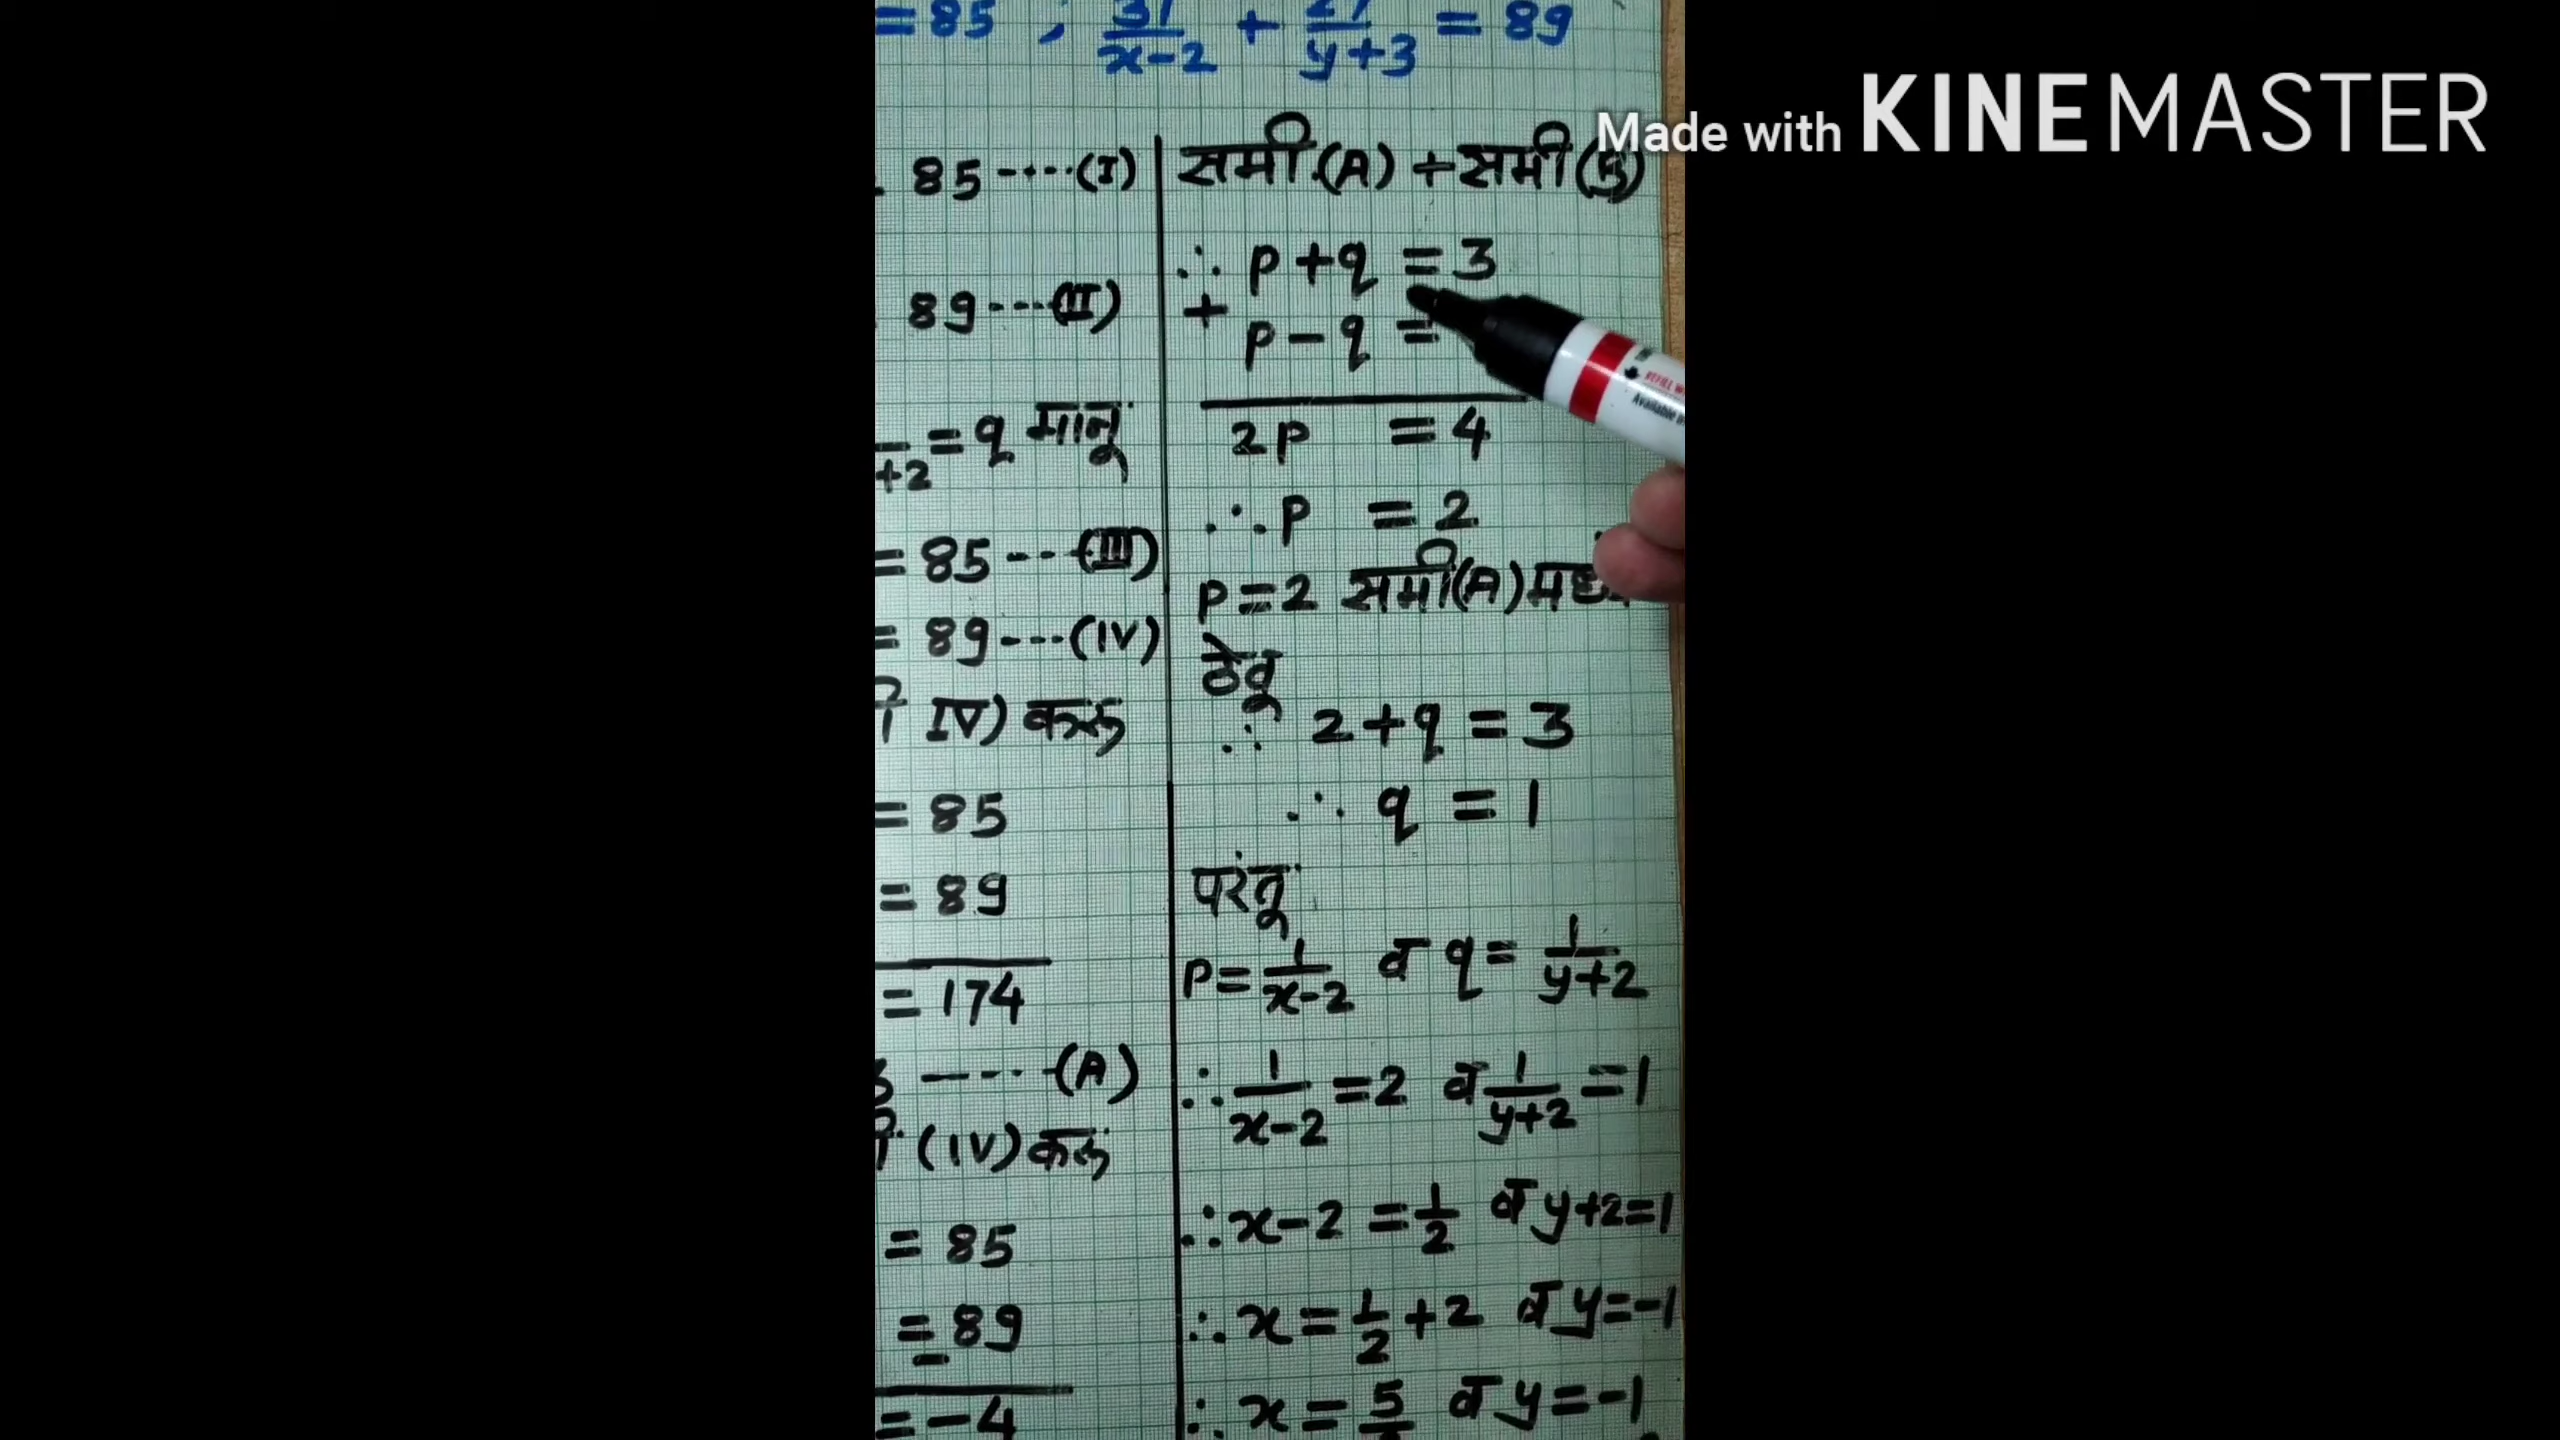 =85 , 31/x-2 + 27/y+3 = 89
Made with KINEMASTER
85 ----(I)
89 ---(II)
+2 = q मानू
= 85 ---(III)
= 89 ---(IV)
IV) करू
= 85
= 89
= 174
3 ---- (A)
(IV) करू
= 85
= 89
= -4
समी.(A) + समी(B)
∴ p + q = 3
+ p - q =
2p = 4
∴ p = 2
p = 2 समी(A) मध्ये
ठेवू
∴ 2 + q = 3
∴ q = 1
परंतू
p = 1/x-2 व q = 1/y+2
∴ 1/x-2 = 2 व 1/y+2 = 1
∴ x-2 = 1/2 व y+2=1
∴ x = 1/2 + 2 व y=-1
∴ x = 5 व y = -1